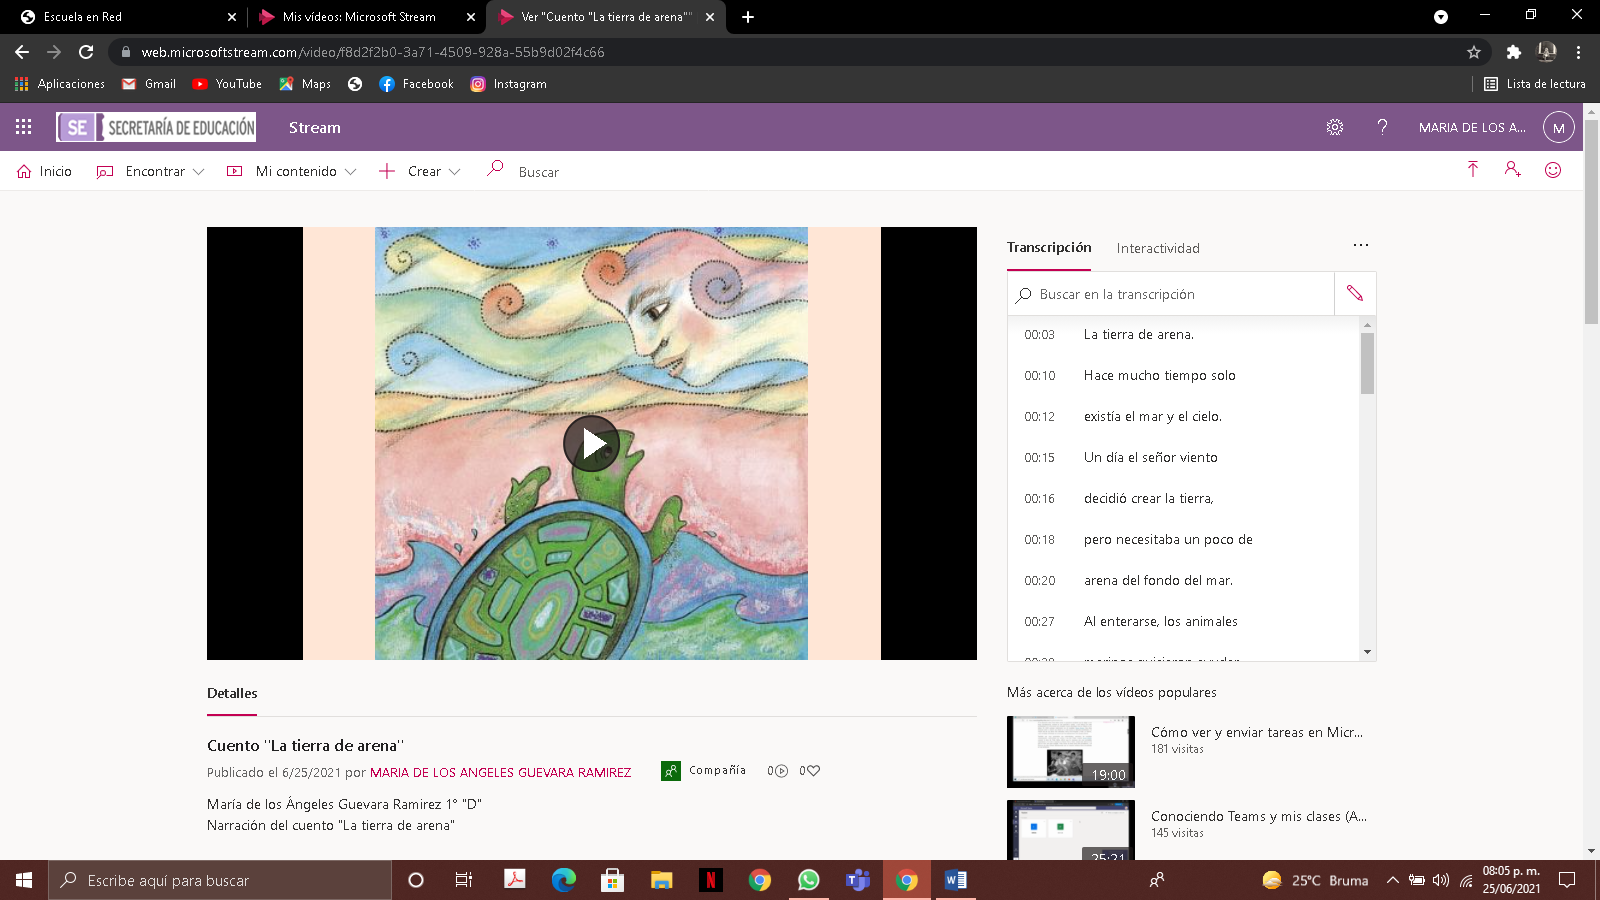 Escuela en Red
Mis vídeos: Microsoft Stream
Ver "Cuento "La tierra de arena""
web.microsoftstream.com/video/f8d2f2b0-3a71-4509-928a-55b9d02f4c66
Aplicaciones
Gmail
YouTube
Maps
Facebook
Instagram
Lista de lectura
SE SECRETARÍA DE EDUCACIÓN
Stream
MARIA DE LOS A...
M
Inicio
Encontrar
Mi contenido
Crear
Buscar
Transcripción
Interactividad
Buscar en la transcripción
00:03 La tierra de arena.
00:10 Hace mucho tiempo solo
00:12 existía el mar y el cielo.
00:15 Un día el señor viento
00:16 decidió crear la tierra,
00:18 pero necesitaba un poco de
00:20 arena del fondo del mar.
00:27 Al enterarse, los animales
Detalles
Cuento "La tierra de arena"
Publicado el 6/25/2021 por MARIA DE LOS ANGELES GUEVARA RAMIREZ
Compañía
0
0
María de los Ángeles Guevara Ramirez 1° "D"
Narración del cuento "La tierra de arena"
Más acerca de los vídeos populares
19:00
Cómo ver y enviar tareas en Micr...
181 visitas
25:21
Conociendo Teams y mis clases (A...
145 visitas
Escribe aquí para buscar
25°C Bruma
08:05 p. m.
25/06/2021